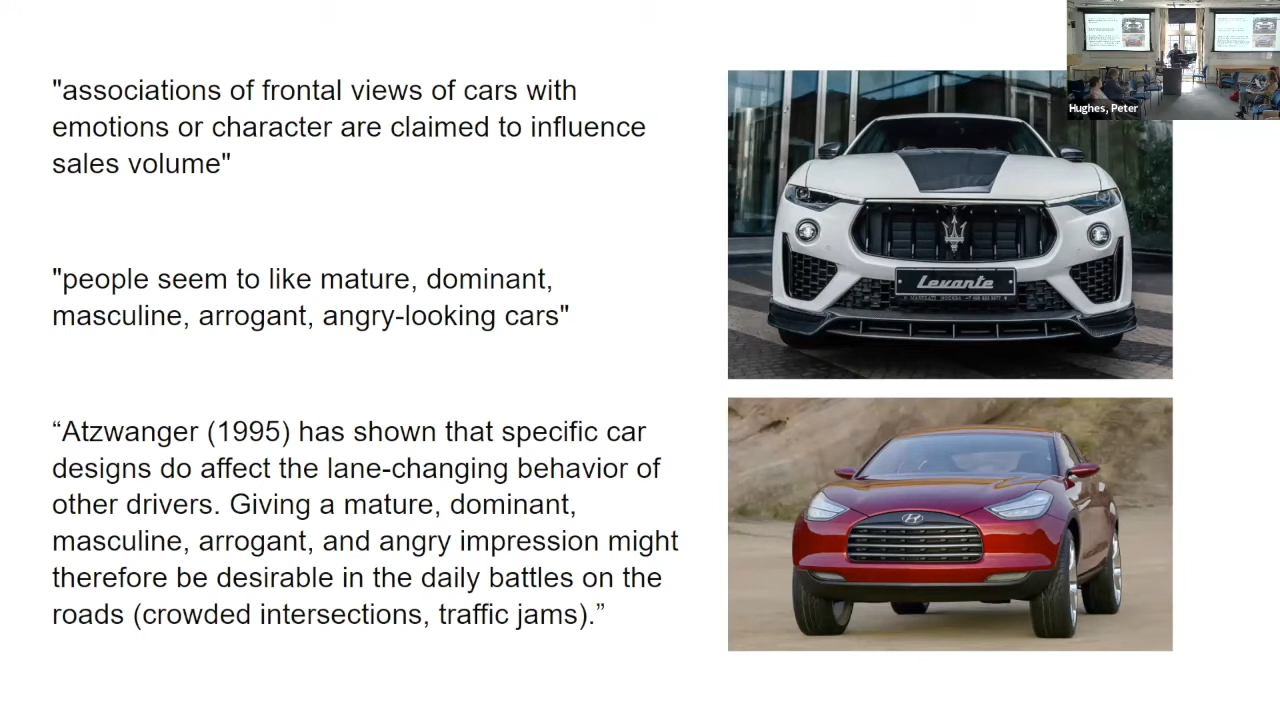 "associations of frontal views of cars with
emotions or character are claimed to influence
sales volume"
"people seem to like mature, dominant,
masculine, arrogant, angry-looking cars"
“Atzwanger (1995) has shown that specific car
designs do affect the lane-changing behavior of
other drivers. Giving a mature, dominant,
masculine, arrogant, and angry impression might
therefore be desirable in the daily battles on the
roads (crowded intersections, traffic jams).”
Levante
Hughes, Peter